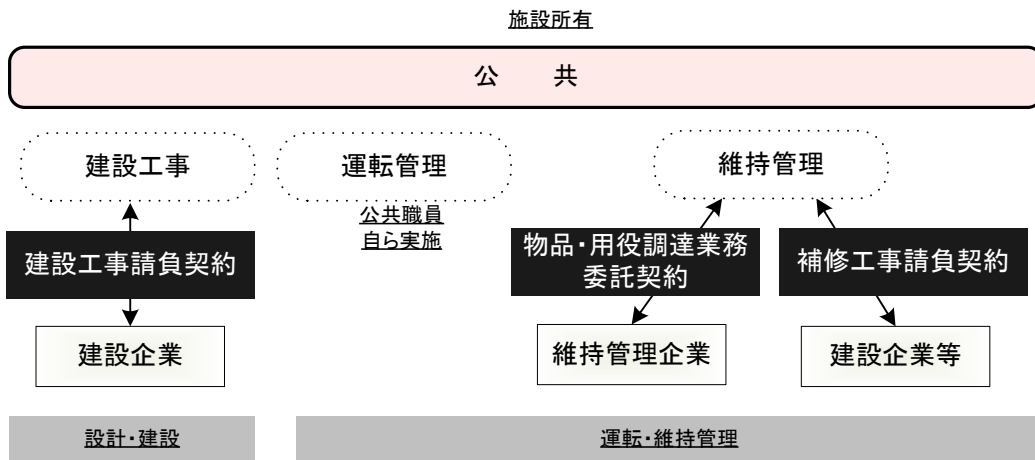 施設所有
公　　共
建設工事
運転管理
維持管理
公共職員
自ら実施
建設工事請負契約
物品・用役調達業務
委託契約
補修工事請負契約
建設企業
維持管理企業
建設企業等
設計・建設
運転・維持管理